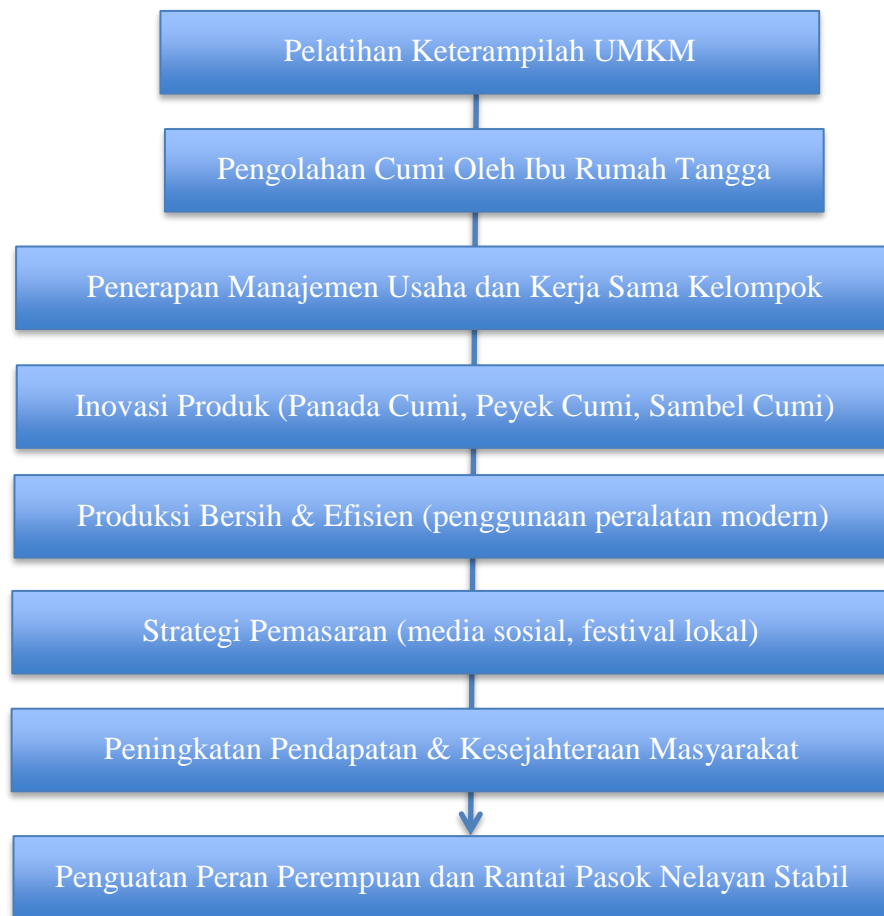 Pelatihan Keterampilah UMKM
Pengolahan Cumi Oleh Ibu Rumah Tangga
Penerapan Manajemen Usaha dan Kerja Sama Kelompok
Inovasi Produk (Panada Cumi, Peyek Cumi, Sambel Cumi)
Produksi Bersih & Efisien (penggunaan peralatan modern)
Strategi Pemasaran (media sosial, festival lokal)
Peningkatan Pendapatan & Kesejahteraan Masyarakat
Penguatan Peran Perempuan dan Rantai Pasok Nelayan Stabil